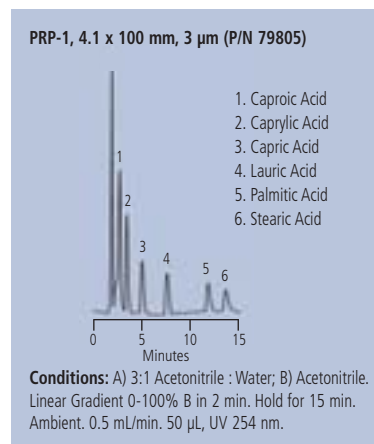 PRP-1, 4.1 x 100 mm, 3 µm (P/N 79805)
1. Caproic Acid
2. Caprylic Acid
3. Capric Acid
4. Lauric Acid
5. Palmitic Acid
6. Stearic Acid
1
2
3
4
5
6
0 5 10 15
Minutes
Conditions: A) 3:1 Acetonitrile : Water; B) Acetonitrile.
Linear Gradient 0-100% B in 2 min. Hold for 15 min.
Ambient. 0.5 mL/min. 50 µL, UV 254 nm.